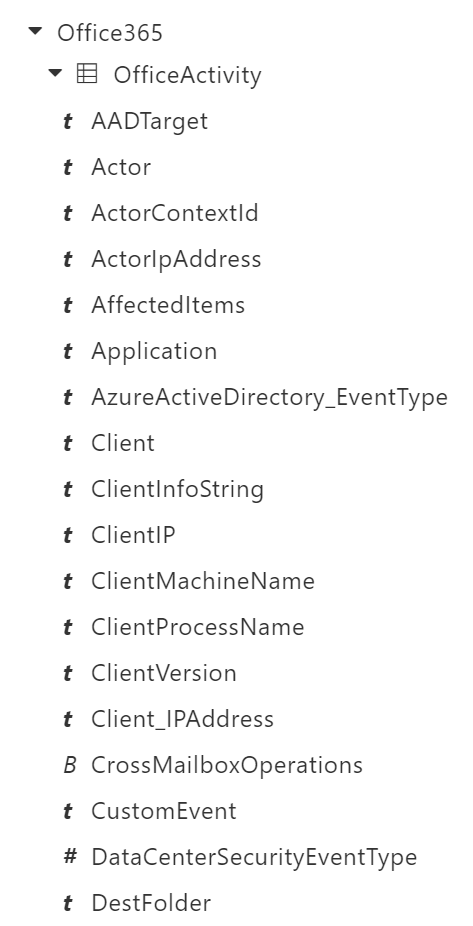 Office365
OfficeActivity
t AADTarget
t Actor
t ActorContextId
t ActorIpAddress
t AffectedItems
t Application
t AzureActiveDirectory_EventType
t Client
t ClientInfoString
t ClientIP
t ClientMachineName
t ClientProcessName
t ClientVersion
t Client_IPAddress
B CrossMailboxOperations
t CustomEvent
# DataCenterSecurityEventType
t DestFolder